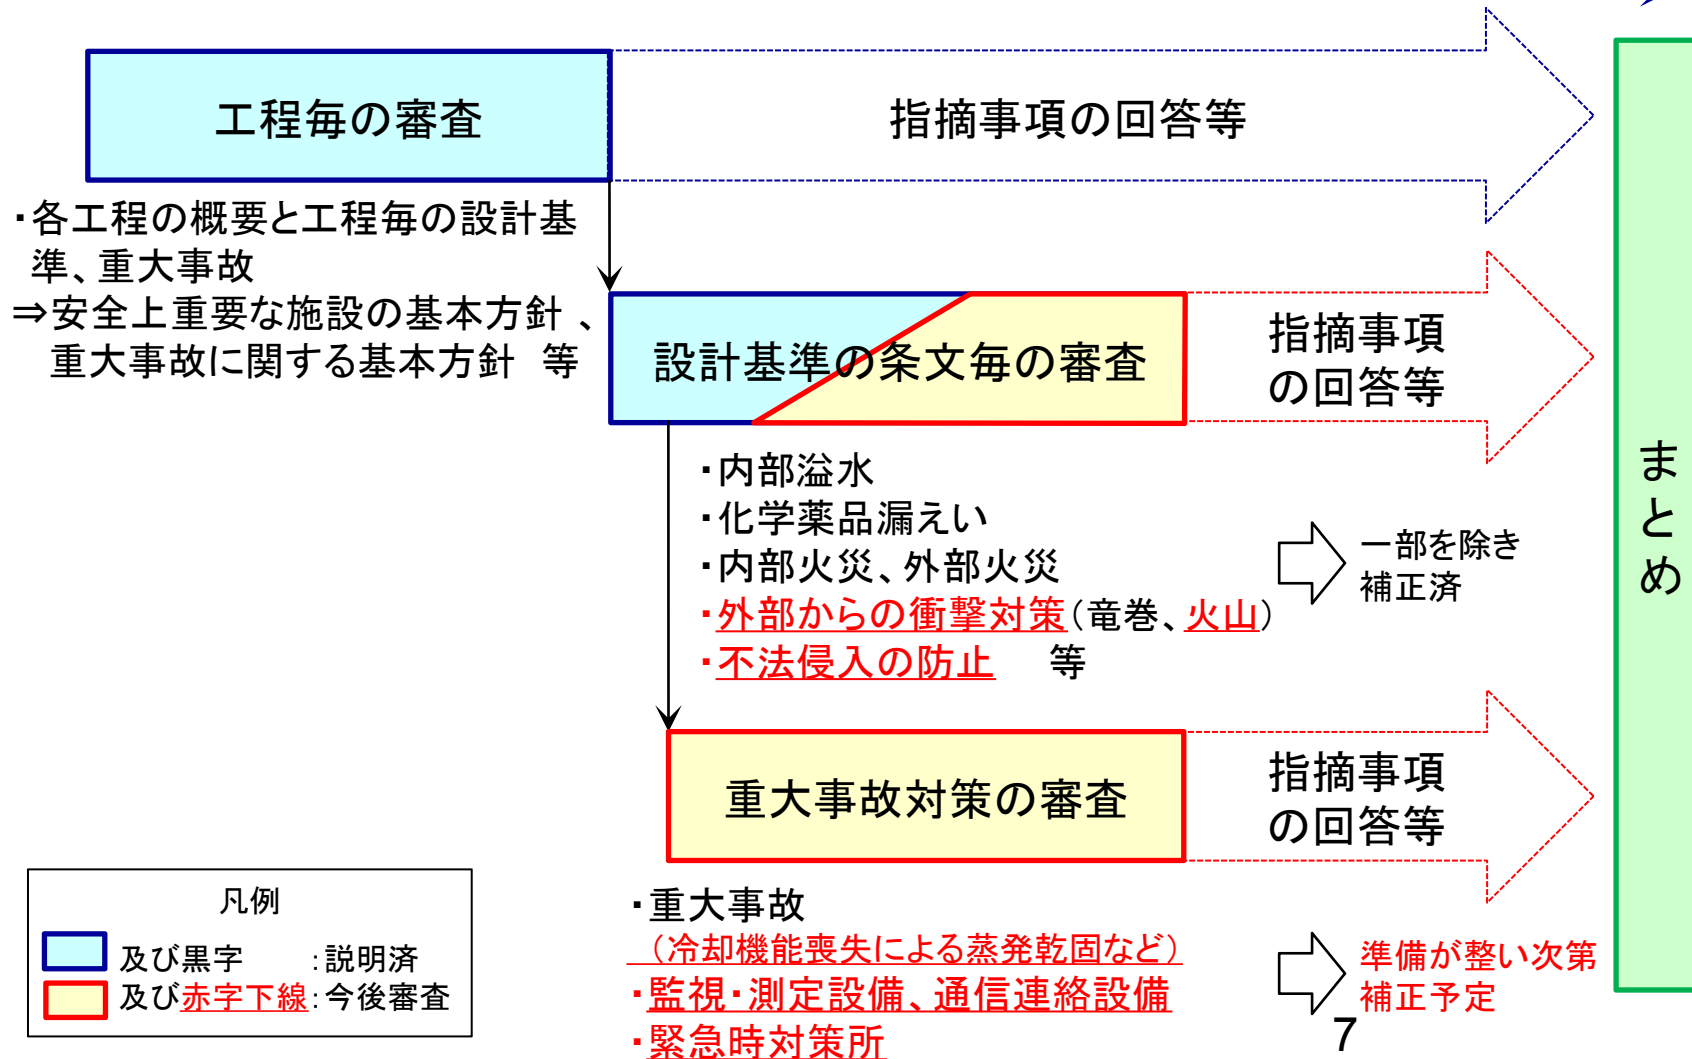 工程毎の審査
指摘事項の回答等
・各工程の概要と工程毎の設計基
準、重大事故
⇒安全上重要な施設の基本方針 、
重大事故に関する基本方針 等
設計基準の条文毎の審査
指摘事項
の回答等
・内部溢水
・化学薬品漏えい
・内部火災、外部火災
・外部からの衝撃対策(竜巻、火山)
・不法侵入の防止 等
一部を除き
補正済
まとめ
重大事故対策の審査
指摘事項
の回答等
・重大事故
(冷却機能喪失による蒸発乾固など)
・監視・測定設備、通信連絡設備
・緊急時対策所
準備が整い次第
補正予定
凡例
及び黒字 :説明済
及び赤字下線:今後審査
7